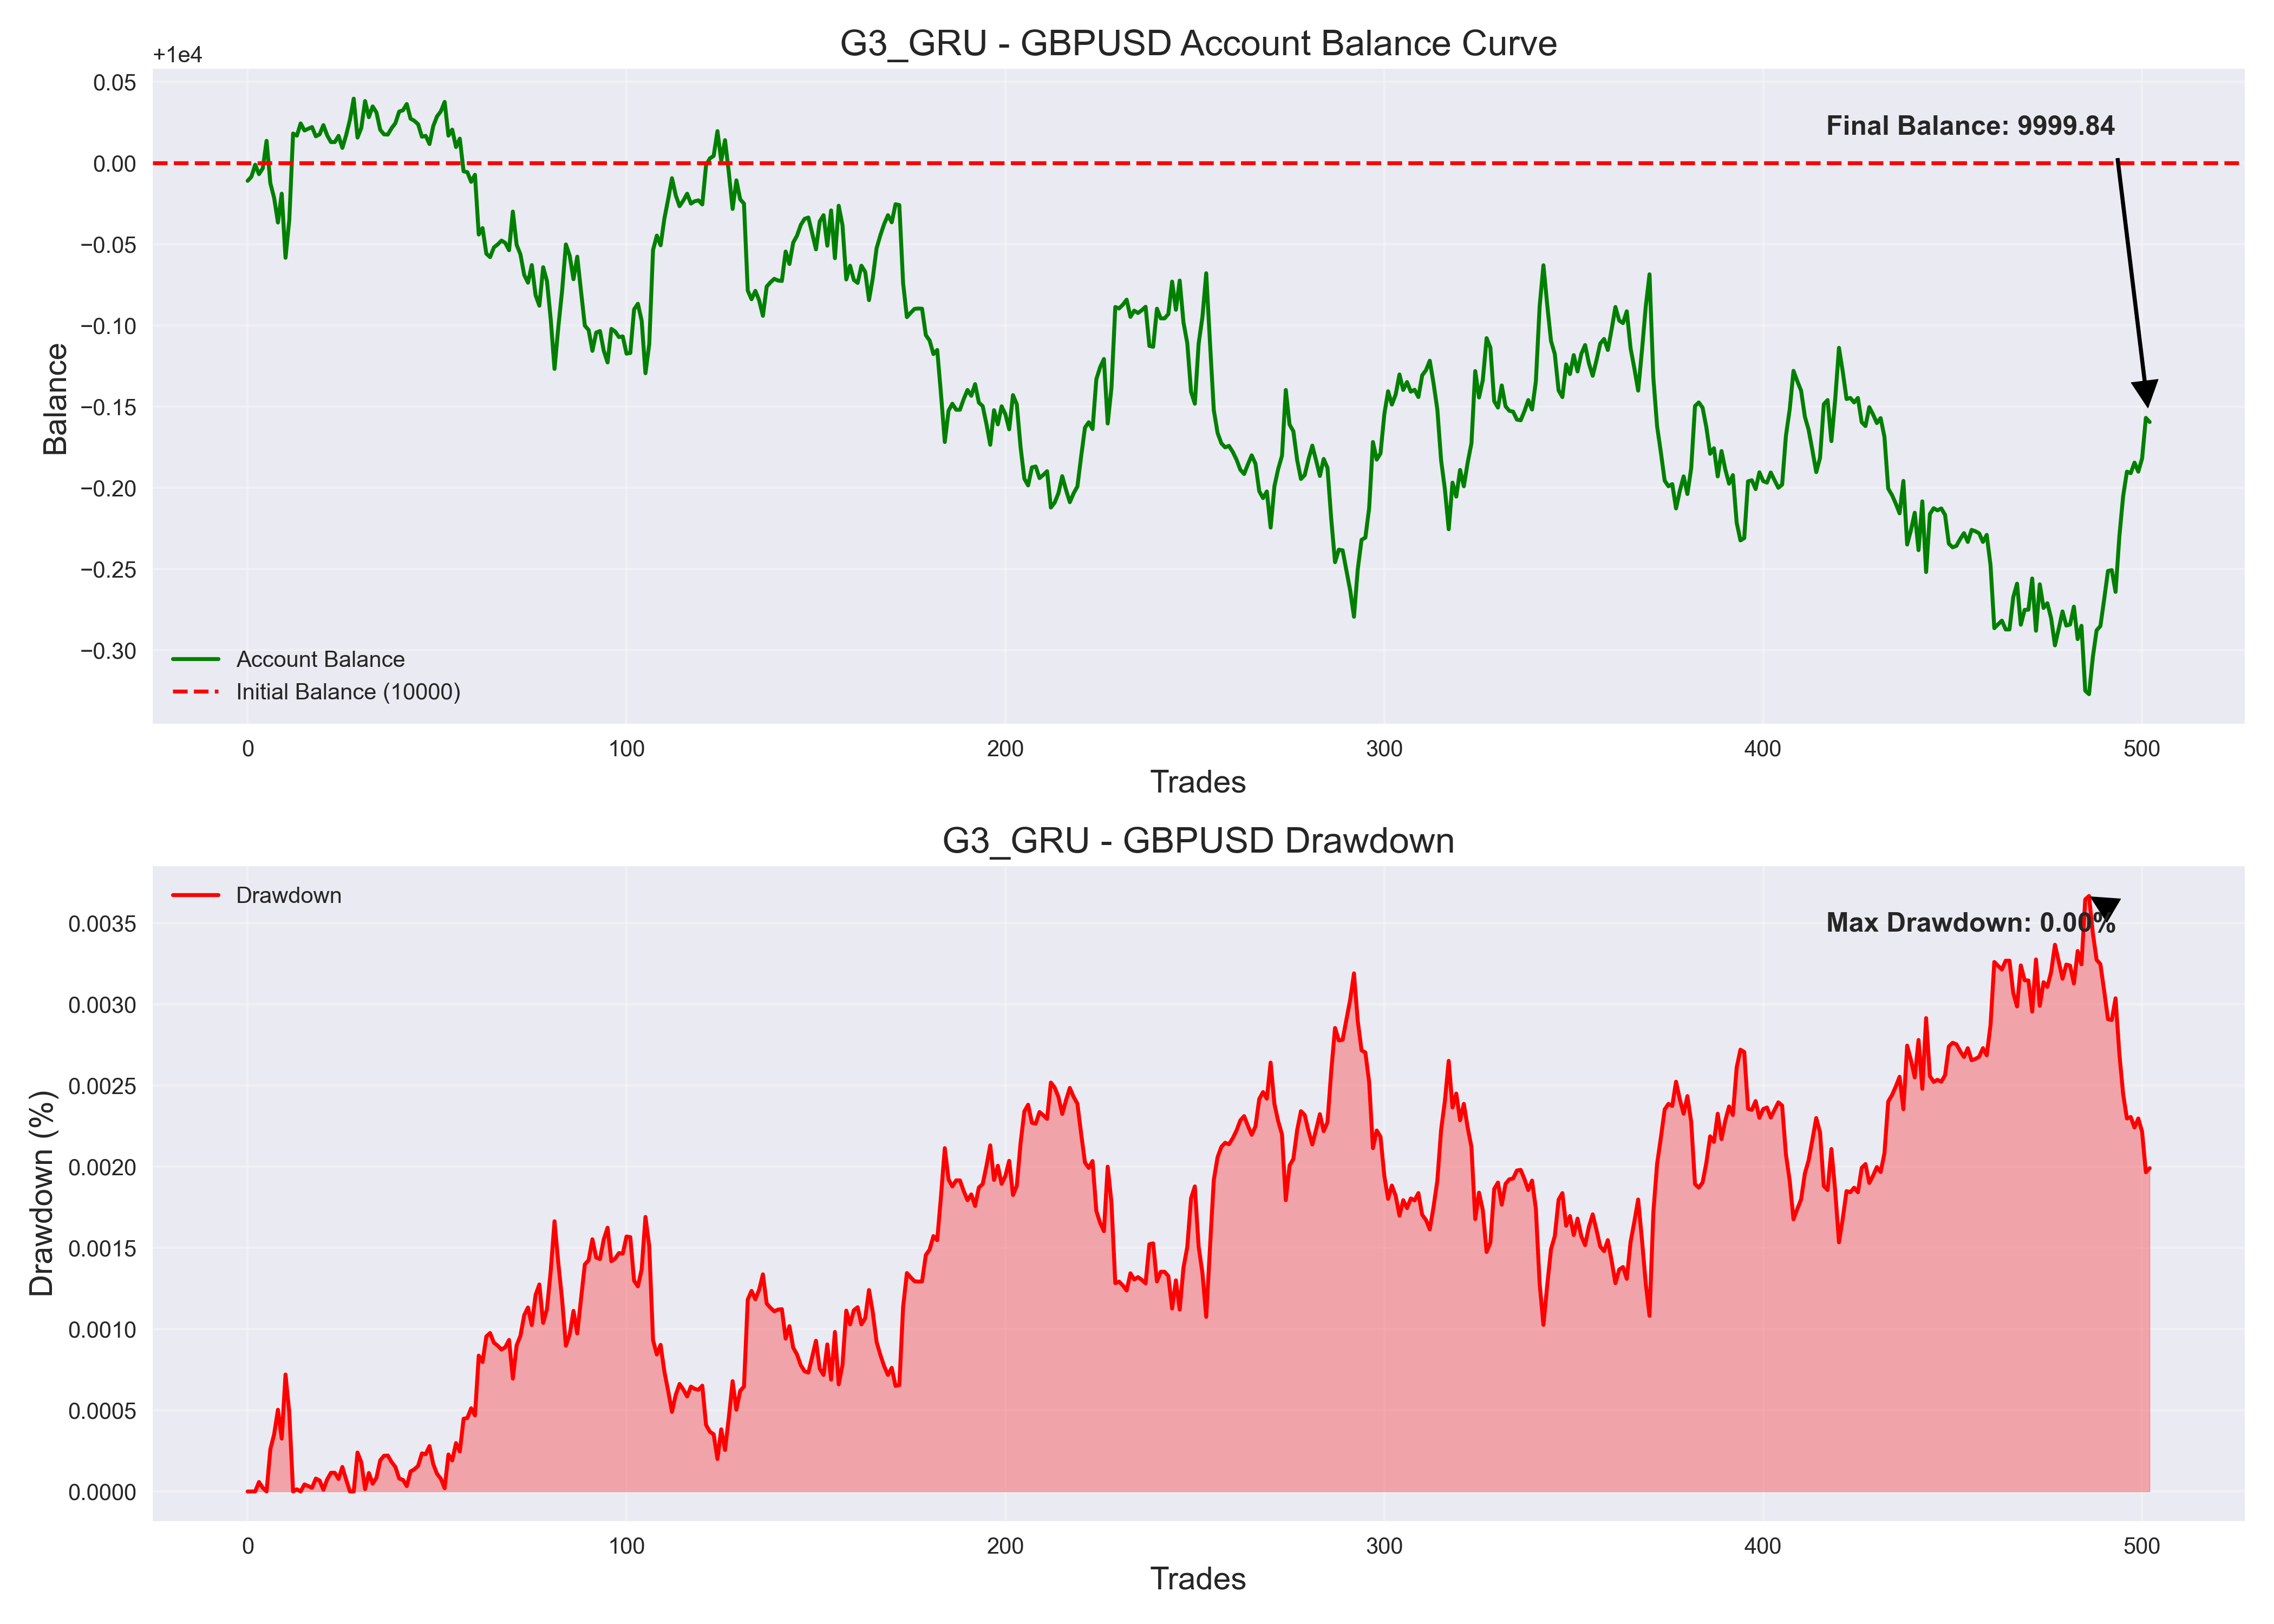 G3_GRU - GBPUSD Account Balance Curve
+1e4
0.05
Final Balance: 9999.84
0.00
−0.05
−0.10
−0.15
−0.20
−0.25
−0.30
Balance
Account Balance
Initial Balance (10000)
0 100 200 300 400 500
Trades
G3_GRU - GBPUSD Drawdown
Drawdown
Max Drawdown: 0.00%
0.0035
0.0030
0.0025
0.0020
0.0015
0.0010
0.0005
0.0000
Drawdown (%)
0 100 200 300 400 500
Trades